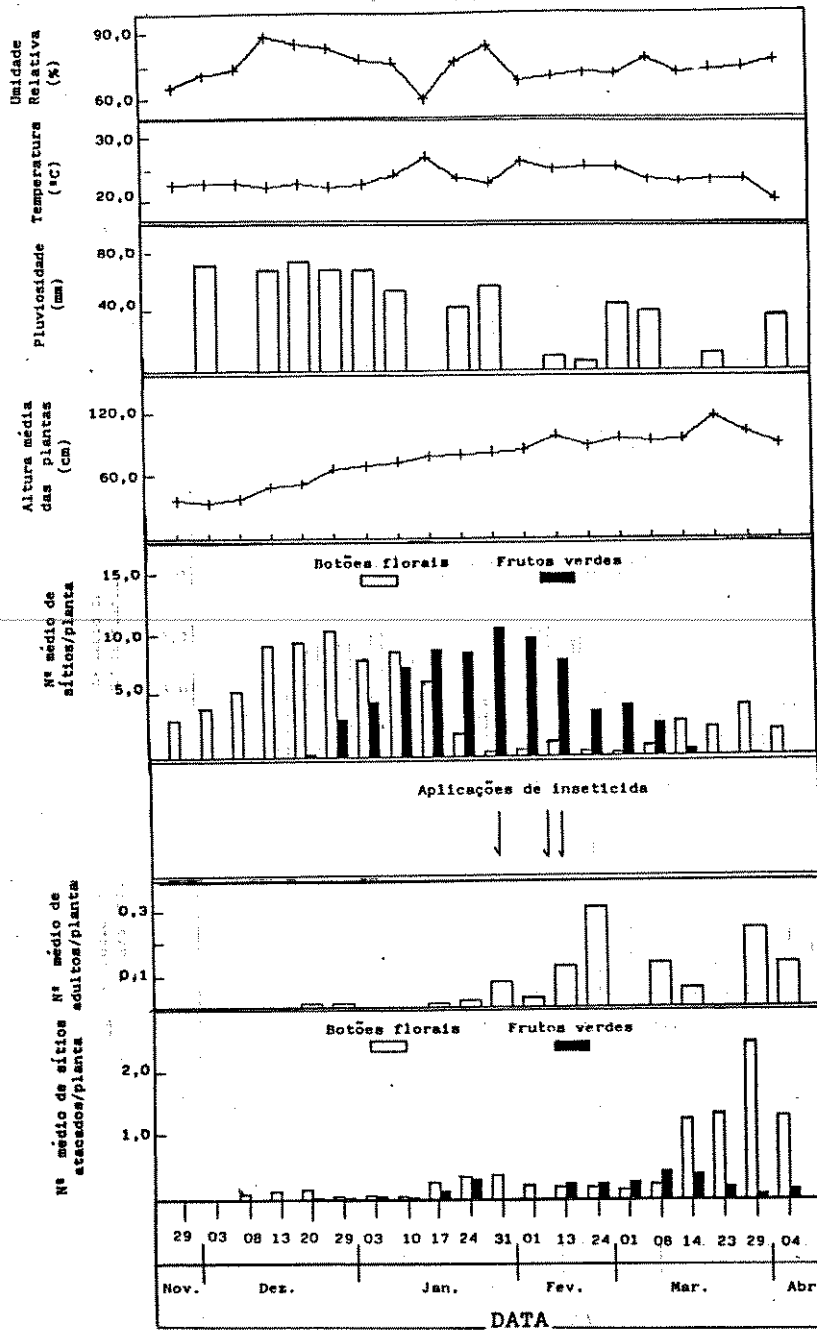 Umidade
Relativa
(%)
90,0
60,0
Temperatura
(ºC)
30,0
20,0
Pluviosidade
(mm)
80,0
40,0
Altura média
das plantas
(cm)
120,0
60,0
Nº médio de
sítios/planta
Botões florais Frutos verdes
15,0
10,0
5,0
Aplicações de inseticida
Nº médio de
adultos/planta
0,3
0,1
Nº médio de sítios
atacados/planta
Botões florais Frutos verdes
2,0
1,0
29 03 08 13 20 29 03 10 17 24 31 01 13 24 01 08 14 23 29 04
Nov. Dez. Jan. Fev. Mar. Abr
DATA